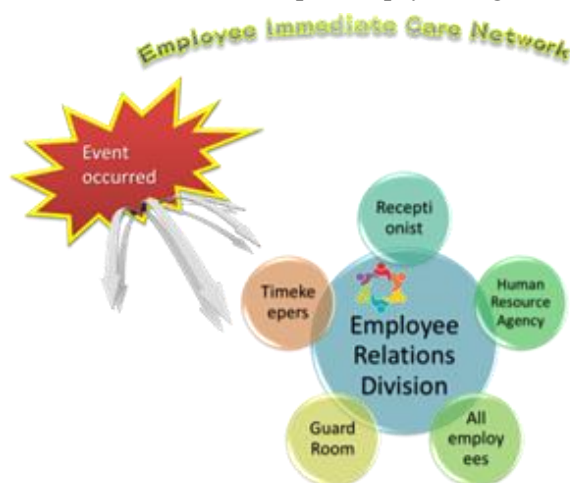 Employee Immediate Care Network
Event
occurred
Recepti
onist
Timeke
epers
Human
Resource
Agency
Employee
Relations
Division
Guard
Room
All
employ
ees